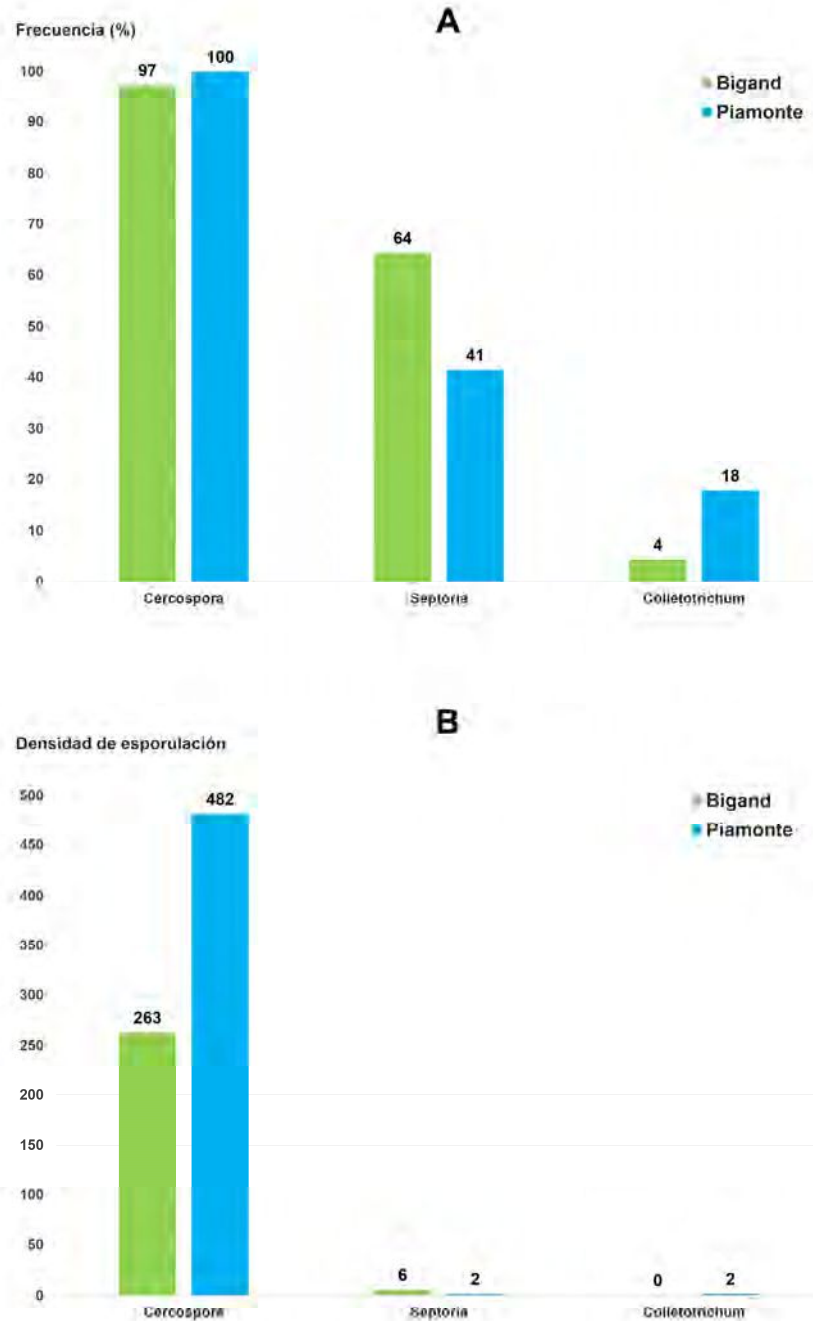 A
Frecuencia (%)
100
90
80
70
60
50
40
30
20
10
0
97
100
64
41
4
18
Bigand
Piamonte
Cercospora
Septoria
Colletotrichum
B
Densidad de esporulación
500
450
400
350
300
250
200
150
100
50
0
263
482
6
2
0
2
Bigand
Piamonte
Cercospora
Septoria
Colletotrichum